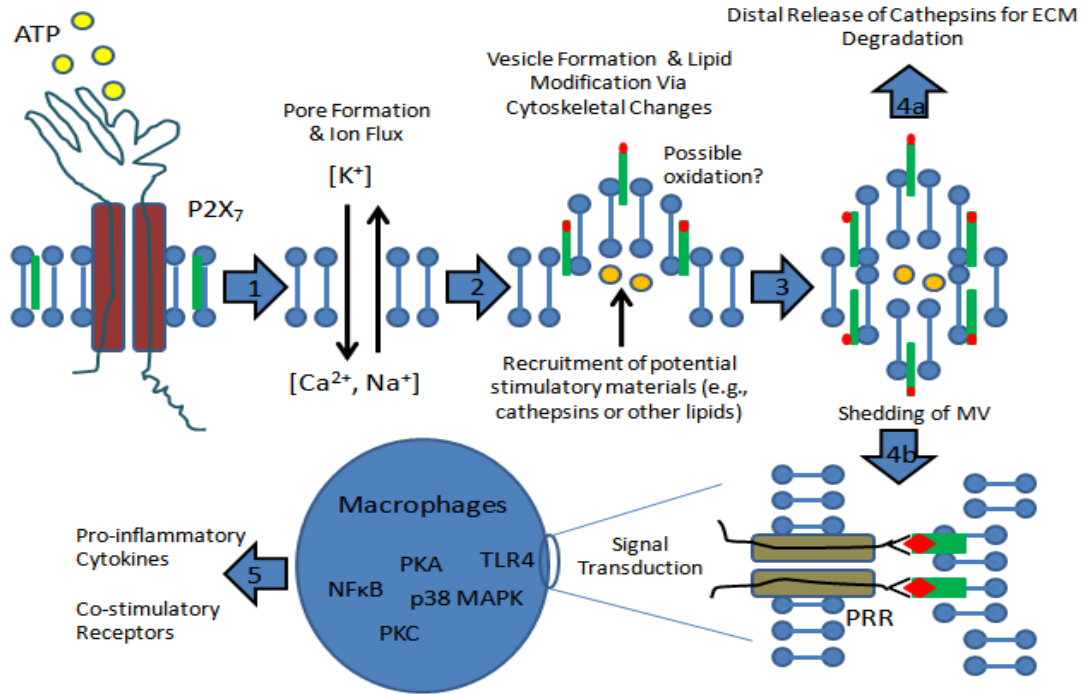 ATP
P2X₇
1
Pore Formation
& Ion Flux
[K⁺]
[Ca²⁺, Na⁺]
2
Vesicle Formation & Lipid
Modification Via
Cytoskeletal Changes
Possible
oxidation?
Recruitment of potential
stimulatory materials (e.g.,
cathepsins or other lipids)
3
Distal Release of Cathepsins for ECM
Degradation
4a
Shedding of MV
4b
PRR
Signal
Transduction
Macrophages
PKA
TLR4
NFκB
p38 MAPK
PKC
5
Pro-inflammatory
Cytokines
Co-stimulatory
Receptors